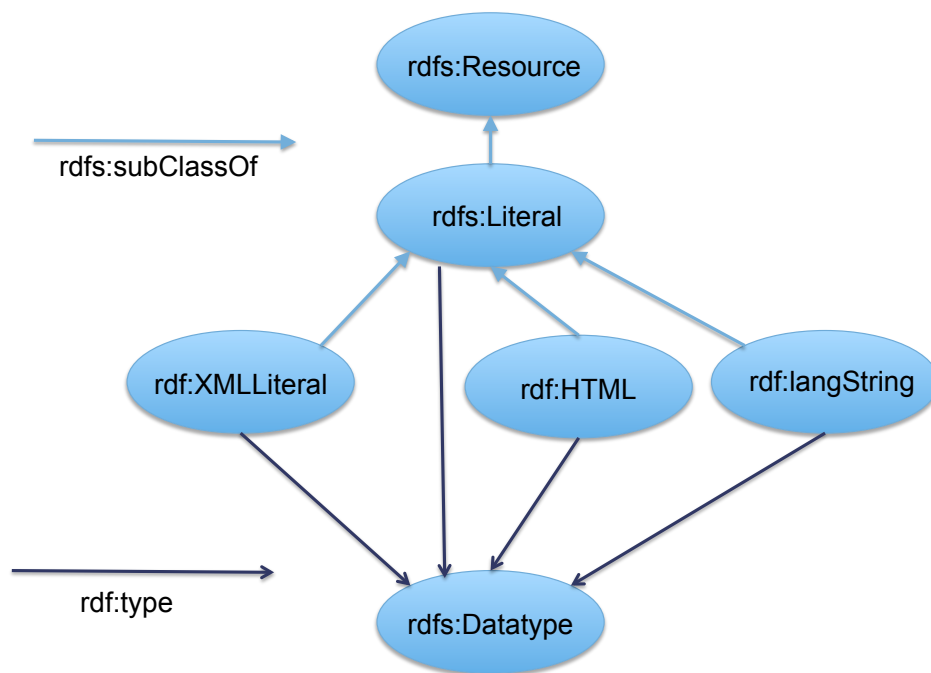 rdfs:Resource
rdfs:subClassOf
rdfs:Literal
rdf:XMLLiteral
rdf:HTML
rdf:langString
rdf:type
rdfs:Datatype